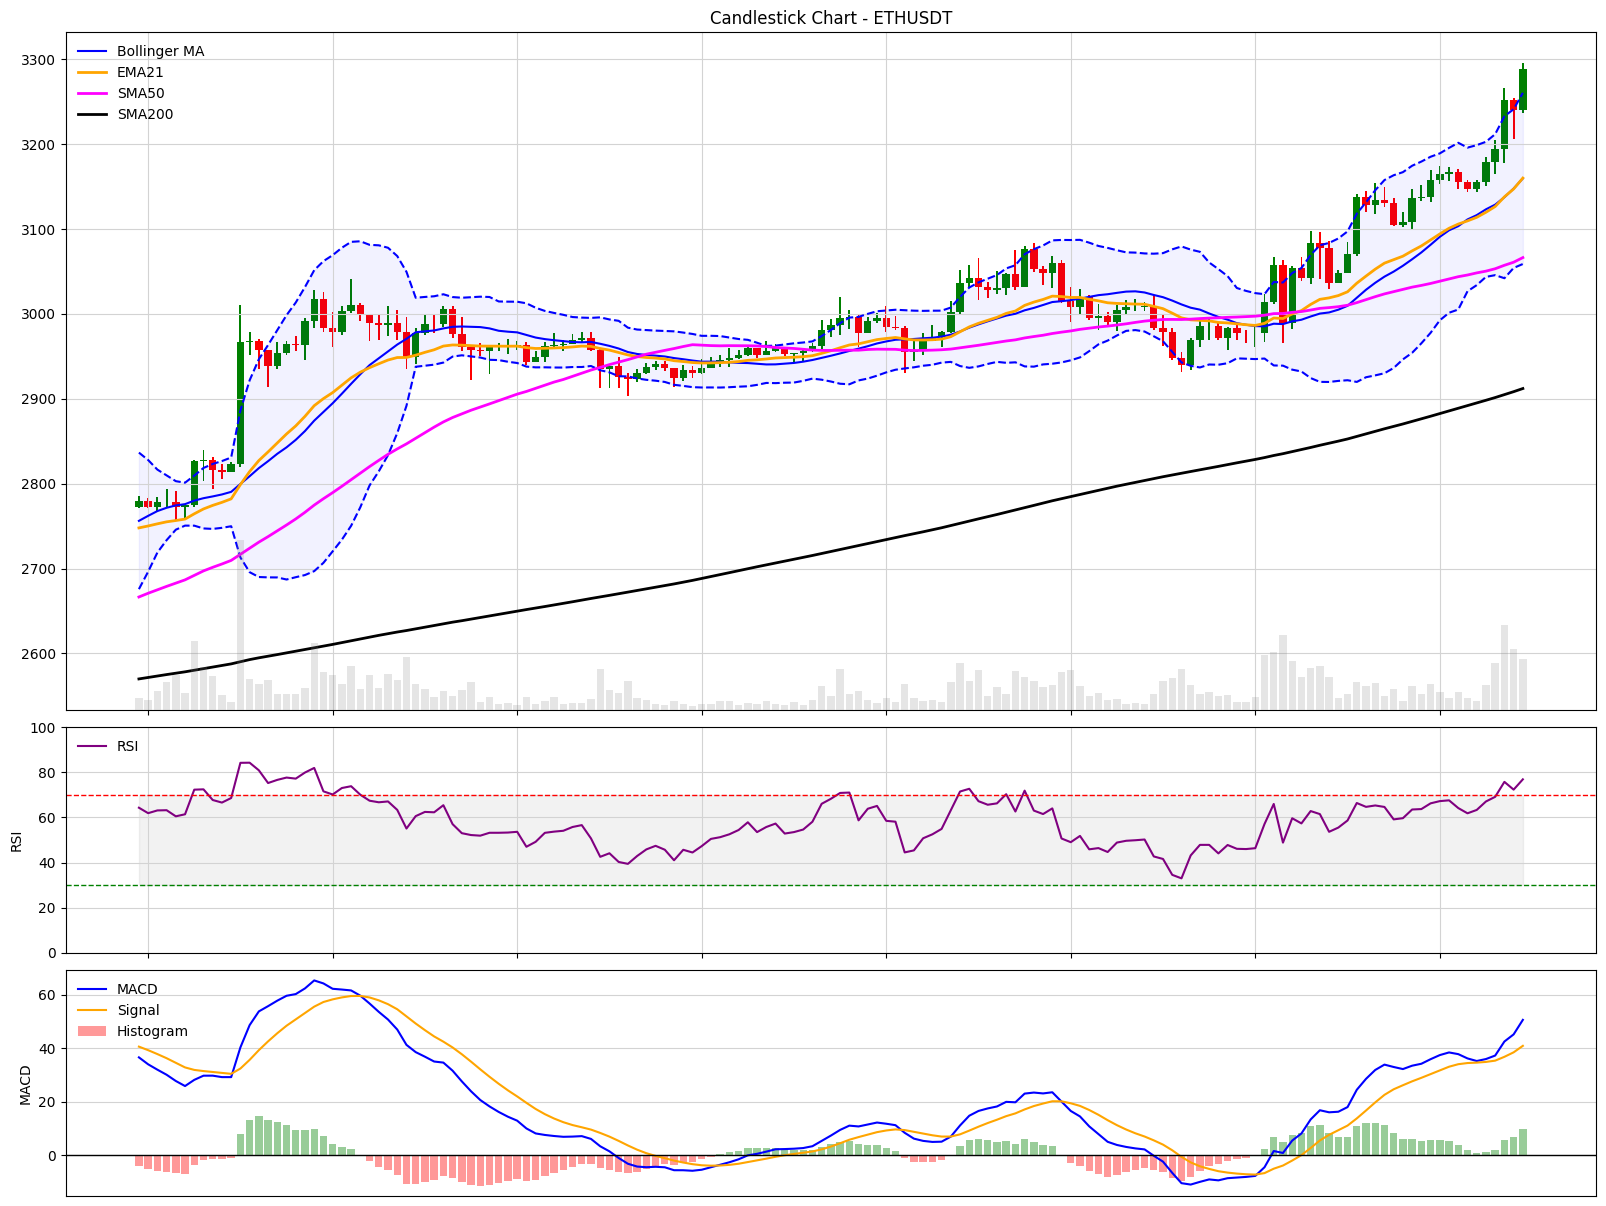 Candlestick Chart - ETHUSDT
Bollinger MA
EMA21
SMA50
SMA200
3300
3200
3100
3000
2900
2800
2700
2600
RSI
100
80
60
40
20
0
RSI
MACD
Signal
Histogram
60
40
20
0
MACD